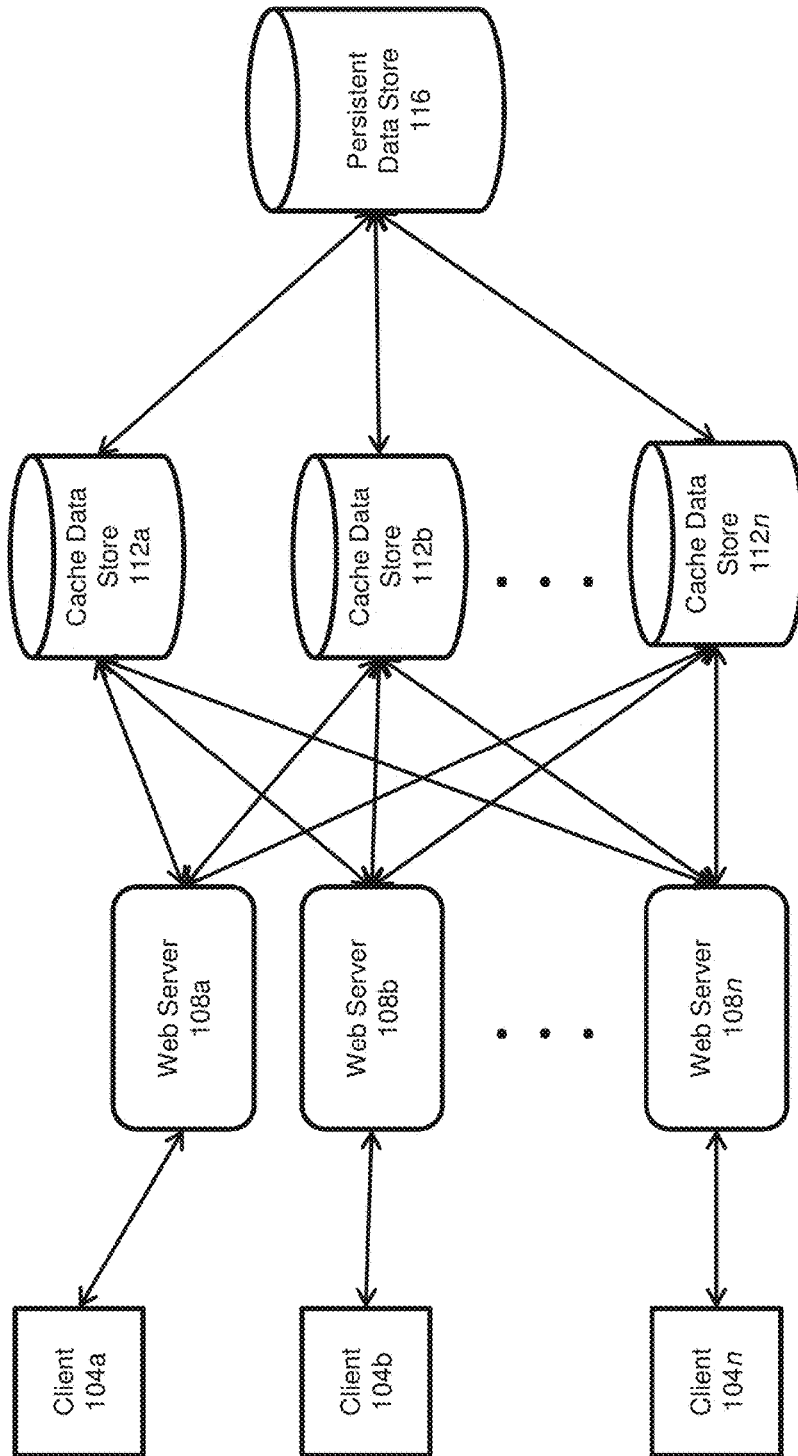 Client
104a
Client
104b
Client
104n
Web Server
108a
Web Server
108b
Web Server
108n
Cache Data
Store
112a
Cache Data
Store
112b
Cache Data
Store
112n
Persistent
Data Store
116